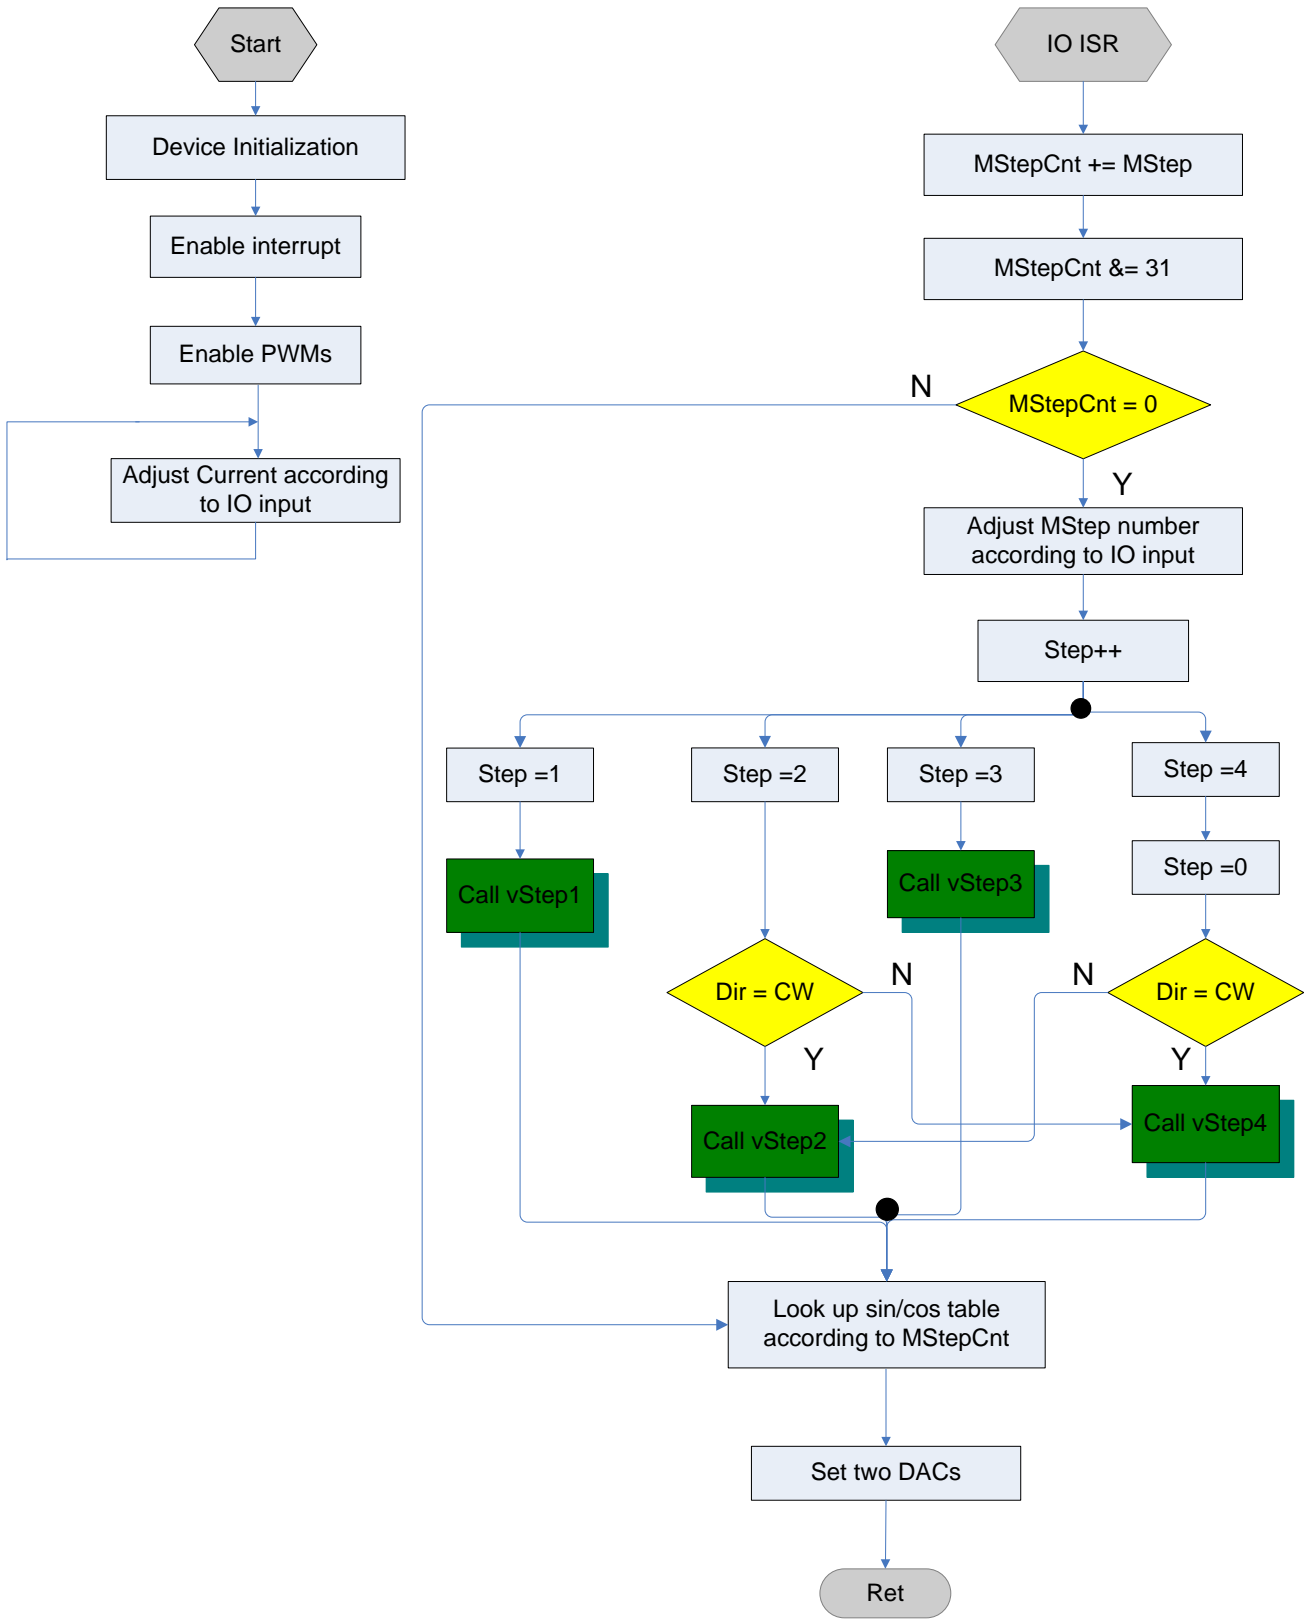 Start
Device Initialization
Enable interrupt
Enable PWMs
Adjust Current according
to IO input
IO ISR
MStepCnt += MStep
MStepCnt &= 31
MStepCnt = 0
N
Y
Adjust MStep number
according to IO input
Step++
Step =1
Step =2
Step =3
Step =4
Step =0
Call vStep1
Call vStep3
Dir = CW
N
Y
N
Dir = CW
Y
Call vStep2
Call vStep4
Look up sin/cos table
according to MStepCnt
Set two DACs
Ret